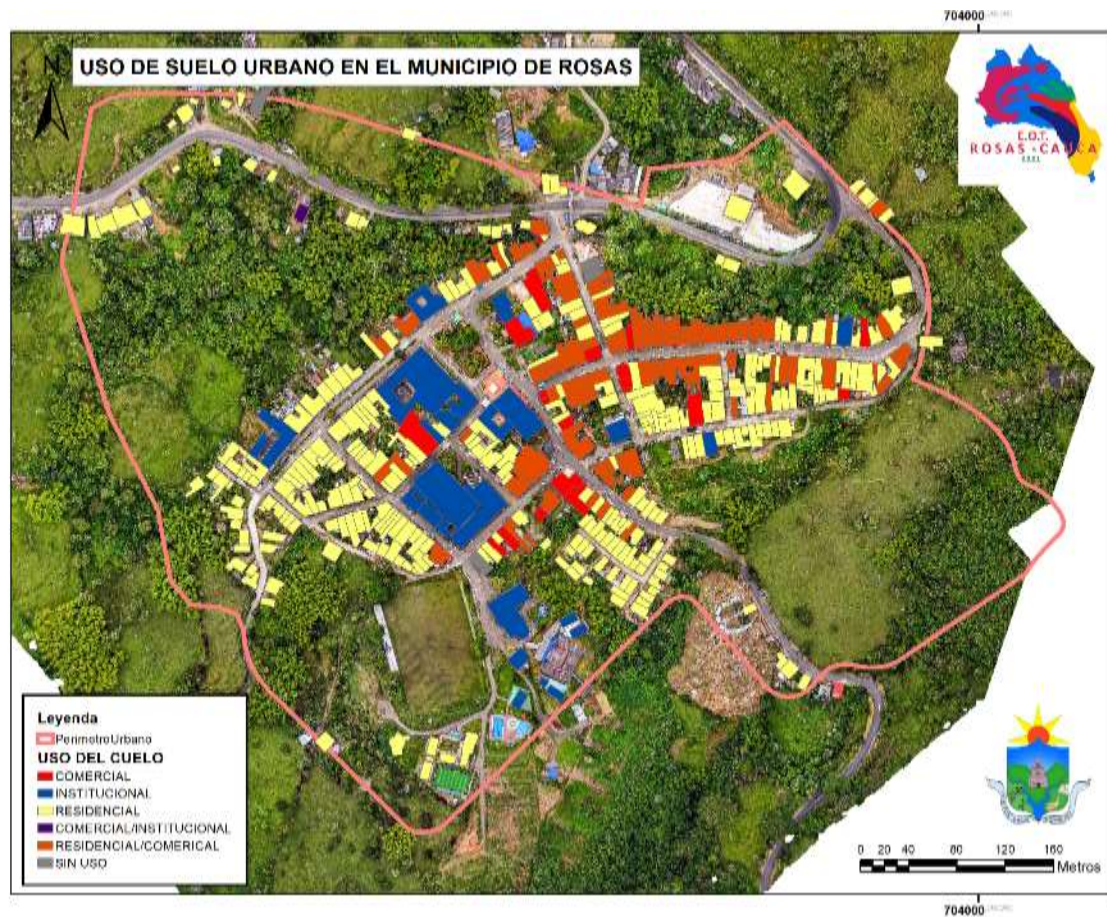 704000
USO DE SUELO URBANO EN EL MUNICIPIO DE ROSAS
N
C.O.T.
ROSAS - CAUCA
Leyenda
PerimetroUrbano
USO DEL CUELO
COMERCIAL
INSTITUCIONAL
RESIDENCIAL
COMERCIAL/INSTITUCIONAL
RESIDENCIAL/COMERICAL
SIN USO
0 20 40 80 120 160
Metros
704000